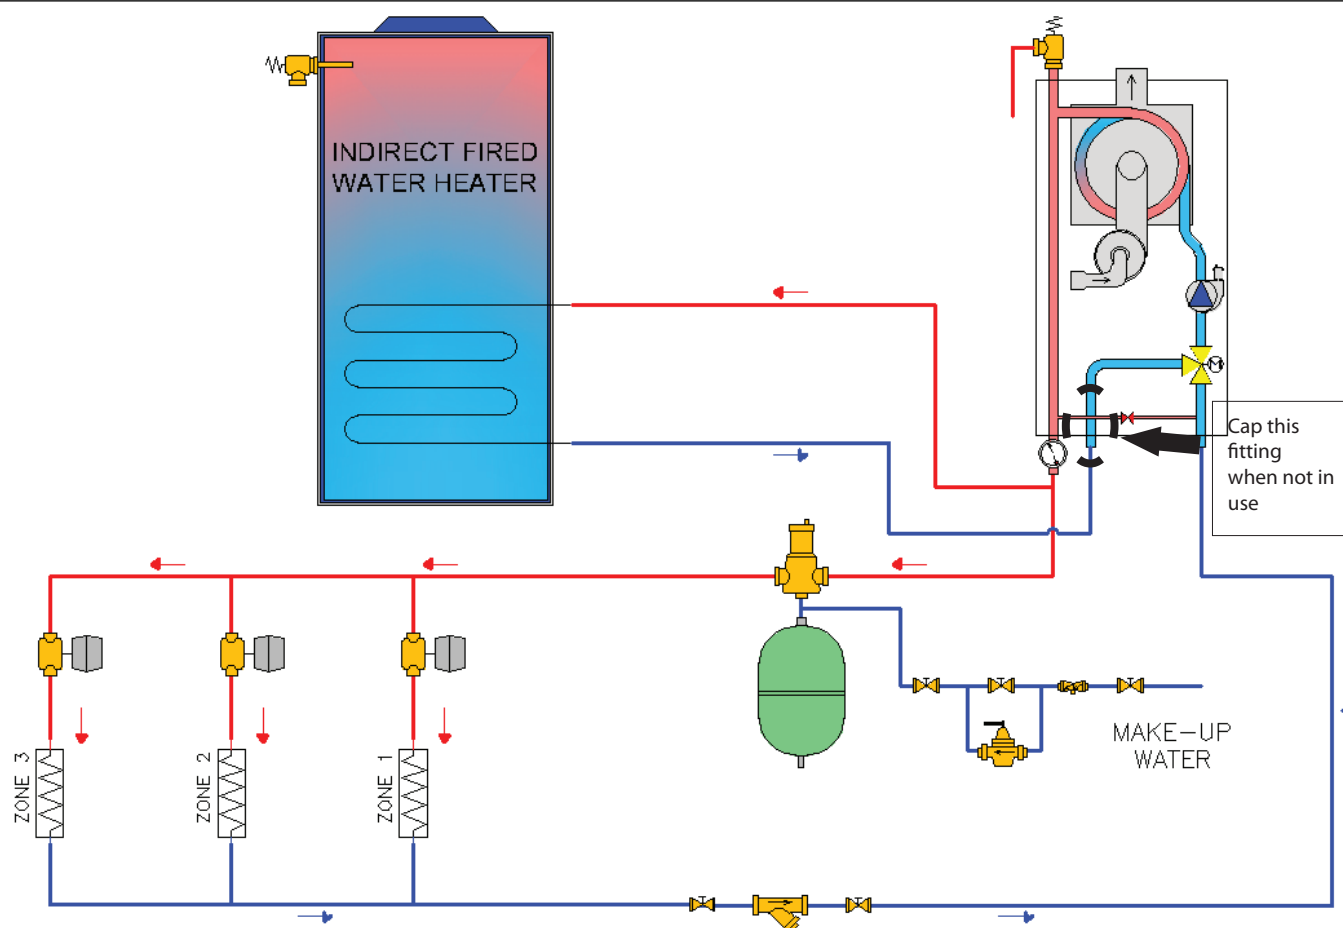 INDIRECT FIRED
WATER HEATER
M
Cap this
fitting
when not in
use
MAKE-UP
WATER
ZONE 3
ZONE 2
ZONE 1